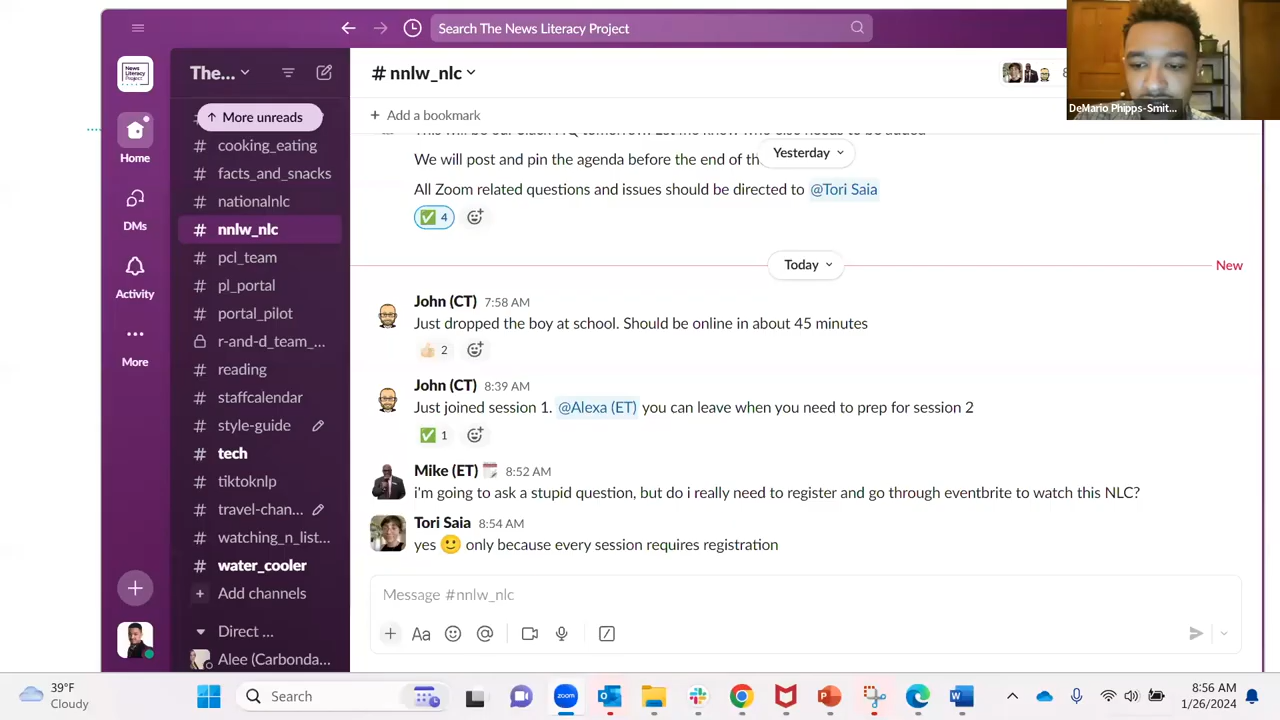 Search The News Literacy Project
News
Literacy
Project
The...
# nnlw_nlc
DeMario Phipps-Smit...
More unreads
+ Add a bookmark
Home
DMs
Activity
More
# cooking_eating
# facts_and_snacks
# nationalnlc
# nnlw_nlc
# pcl_team
# pl_portal
# portal_pilot
r-and-d_team_...
# reading
# staffcalendar
# style-guide
# tech
# tiktoknlp
# travel-chan...
# watching_n_list...
# water_cooler
+ Add channels
Direct ...
Alee (Carbonda...
We will post and pin the agenda before the end of th
Yesterday
All Zoom related questions and issues should be directed to @Tori Saia
4
Today
New
John (CT) 7:58 AM
Just dropped the boy at school. Should be online in about 45 minutes
2
John (CT) 8:39 AM
Just joined session 1. @Alexa (ET) you can leave when you need to prep for session 2
1
Mike (ET) 8:52 AM
i'm going to ask a stupid question, but do i really need to register and go through eventbrite to watch this NLC?
Tori Saia 8:54 AM
yes 🙂 only because every session requires registration
Message #nnlw_nlc
+ Aa @
39°F
Cloudy
Search
zoom
8:56 AM
1/26/2024